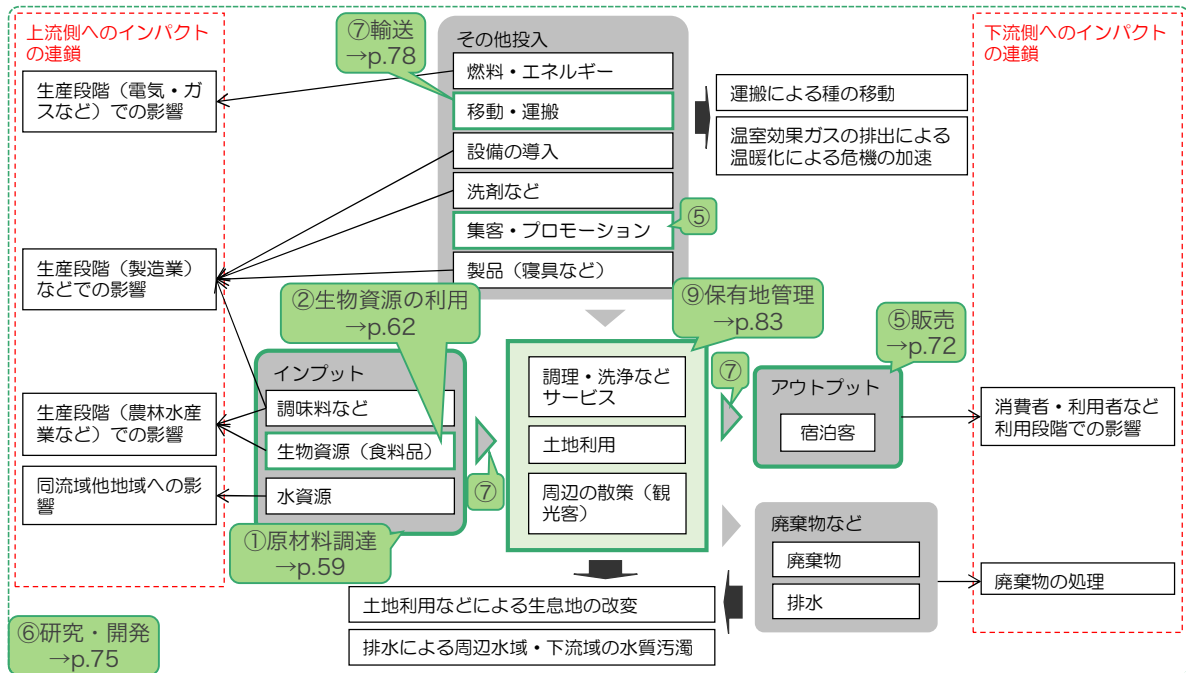 上流側へのインパクト
の連鎖
生産段階（電気・ガ
スなど）での影響
生産段階（製造業）
などでの影響
生産段階（農林水産
業など）での影響
同流域他地域への影
響
⑦輸送
→p.78
その他投入
燃料・エネルギー
移動・運搬
設備の導入
洗剤など
集客・プロモーション
⑤
製品（寝具など）
運搬による種の移動
温室効果ガスの排出による
温暖化による危機の加速
下流側へのインパクト
の連鎖
②生物資源の利用
→p.62
インプット
調味料など
生物資源（食料品）
水資源
①原材料調達
→p.59
⑦
⑨保有地管理
→p.83
調理・洗浄など
サービス
土地利用
周辺の散策（観
光客）
⑦
⑤販売
→p.72
アウトプット
宿泊客
消費者・利用者など
利用段階での影響
廃棄物など
廃棄物
排水
廃棄物の処理
土地利用などによる生息地の改変
排水による周辺水域・下流域の水質汚濁
⑥研究・開発
→p.75